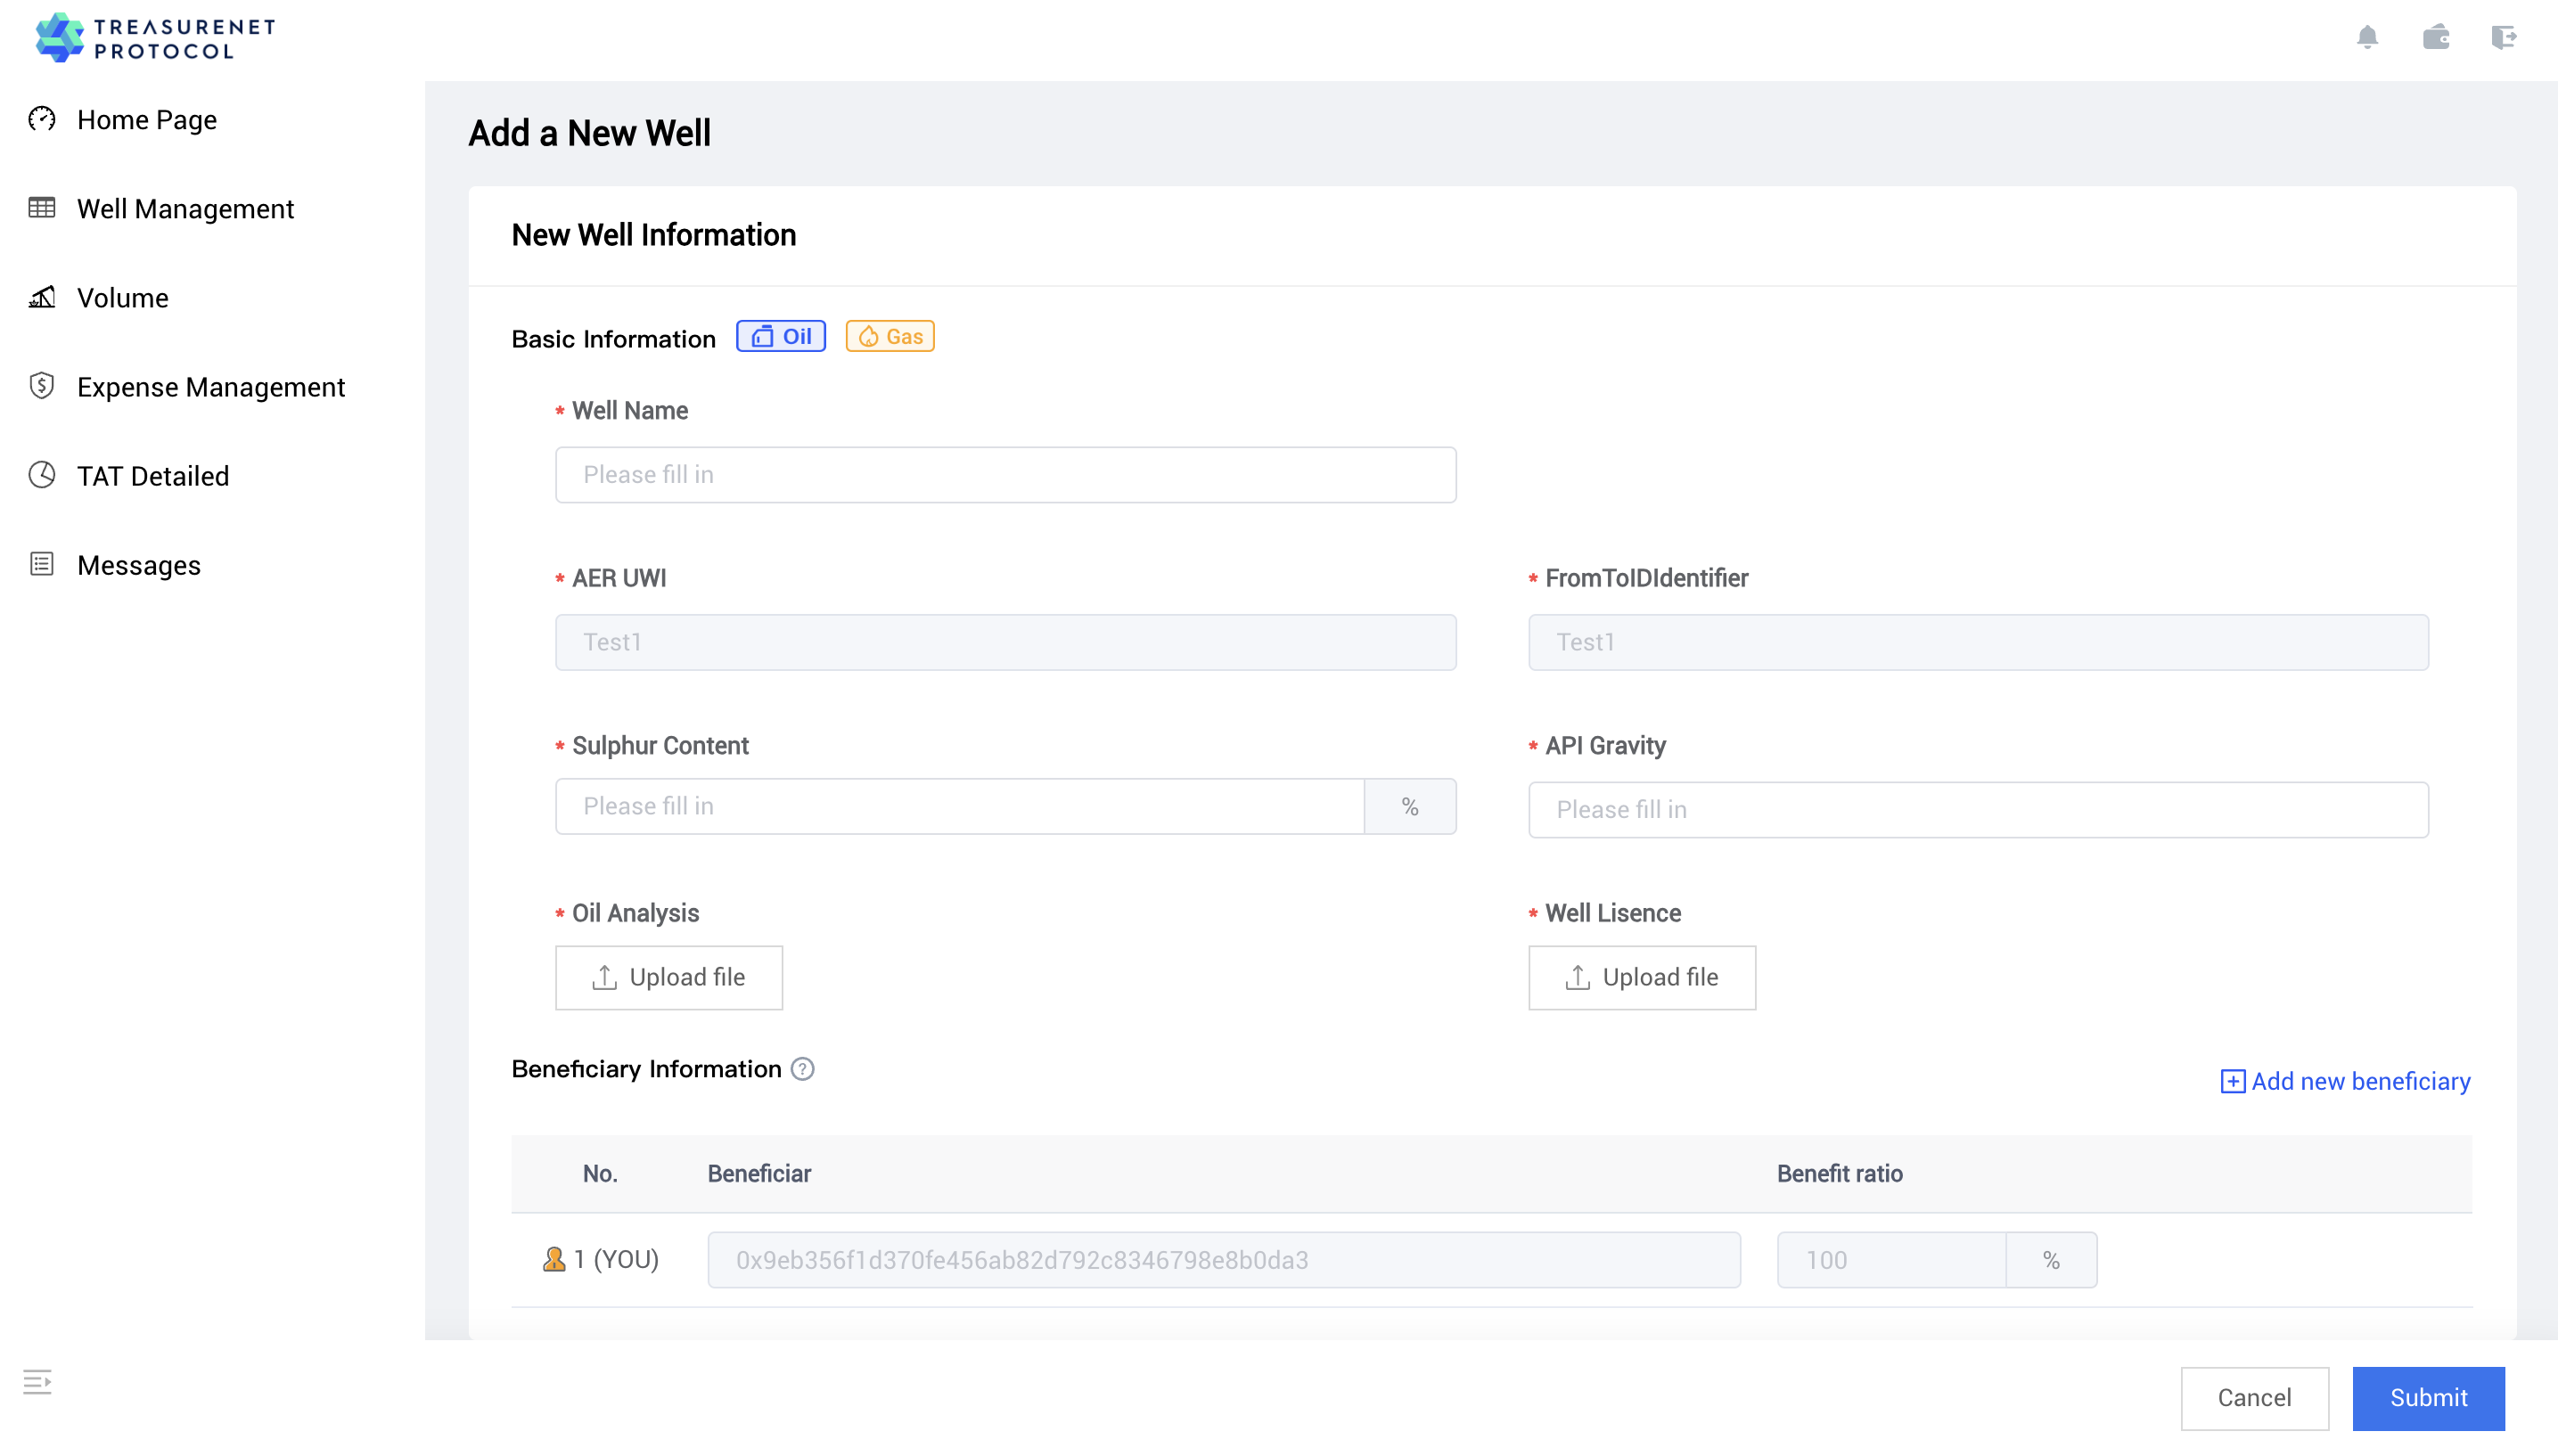 TREASURENET
PROTOCOL
Home Page
Well Management
Volume
Expense Management
TAT Detailed
Messages
Add a New Well
New Well Information
Basic Information Oil Gas
* Well Name
Please fill in
* AER UWI * FromToIDIdentifier
Test1 Test1
* Sulphur Content * API Gravity
Please fill in % Please fill in
* Oil Analysis * Well Lisence
Upload file Upload file
Beneficiary Information ?
Add new beneficiary
No. Beneficiar Benefit ratio
1 (YOU) 0x9eb356f1d370fe456ab82d792c8346798e8b0da3 100 %
Cancel Submit